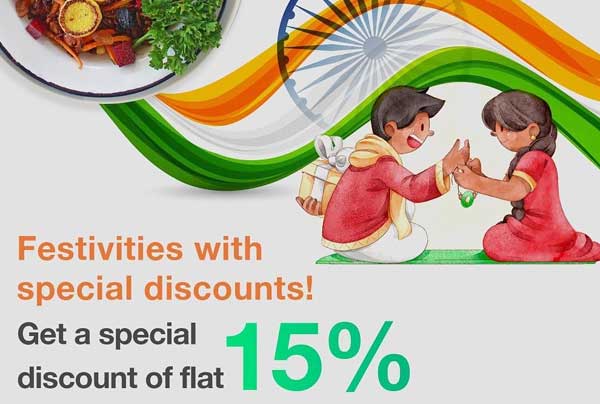 Festivities with
special discounts!
Get a special
discount of flat
15%